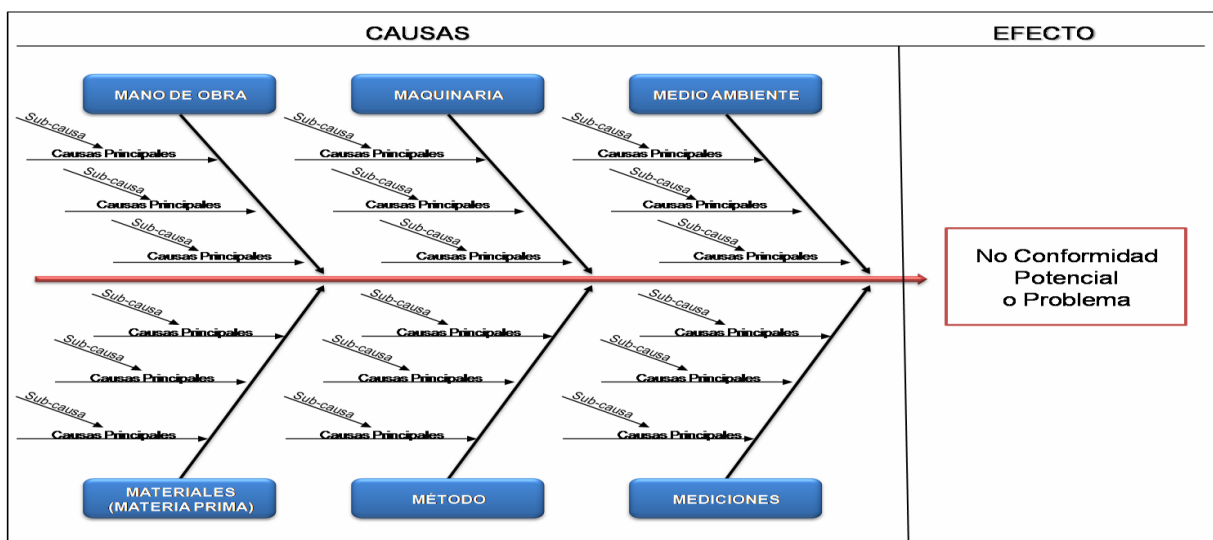 CAUSAS
EFECTO
MANO DE OBRA
MAQUINARIA
MEDIO AMBIENTE
Sub-causa
Causas Principales
Sub-causa
Causas Principales
Sub-causa
Causas Principales
Sub-causa
Causas Principales
Sub-causa
Causas Principales
Sub-causa
Causas Principales
Sub-causa
Causas Principales
Sub-causa
Causas Principales
Sub-causa
Causas Principales
No Conformidad
Potencial
o Problema
Sub-causa
Causas Principales
Sub-causa
Causas Principales
Sub-causa
Causas Principales
Sub-causa
Causas Principales
Sub-causa
Causas Principales
Sub-causa
Causas Principales
Sub-causa
Causas Principales
Sub-causa
Causas Principales
Sub-causa
Causas Principales
MATERIALES
(MATERIA PRIMA)
MÉTODO
MEDICIONES